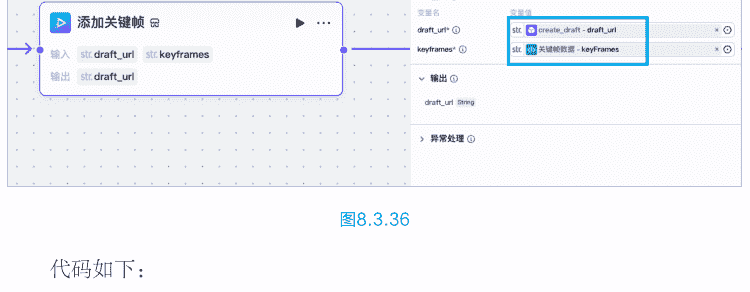 变量名 变量值
添加关键帧
输入 str. draft_url str. keyframes
输出 str. draft_url
draft_url* str. create_draft - draft_url
keyframes* str. 关键帧数据 - keyFrames
输出
draft_url String
异常处理
图8.3.36
代码如下：